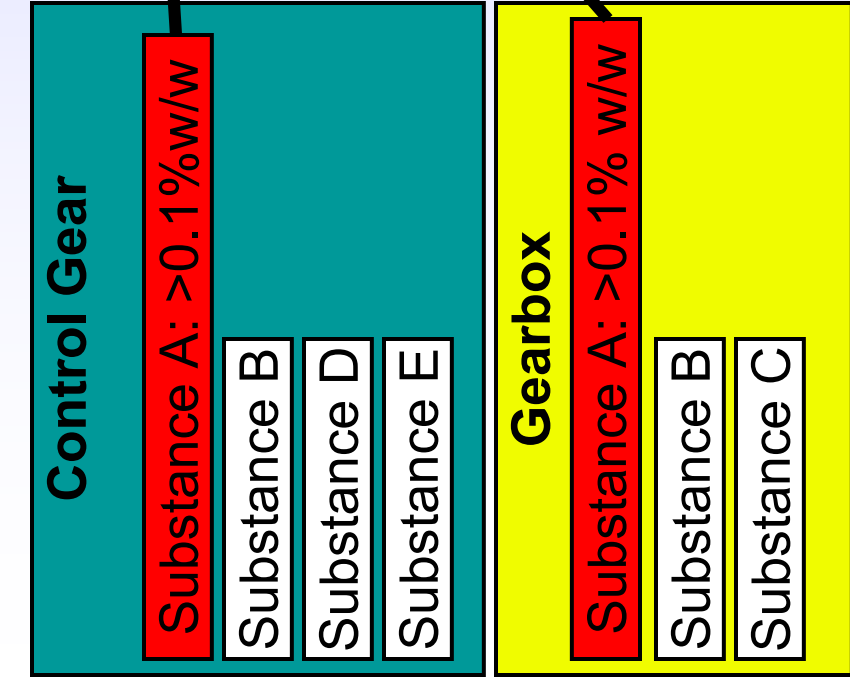 Control Gear
Substance A: >0.1%w/w
Substance B
Substance D
Substance E
Gearbox
Substance A: >0.1% w/w
Substance B
Substance C